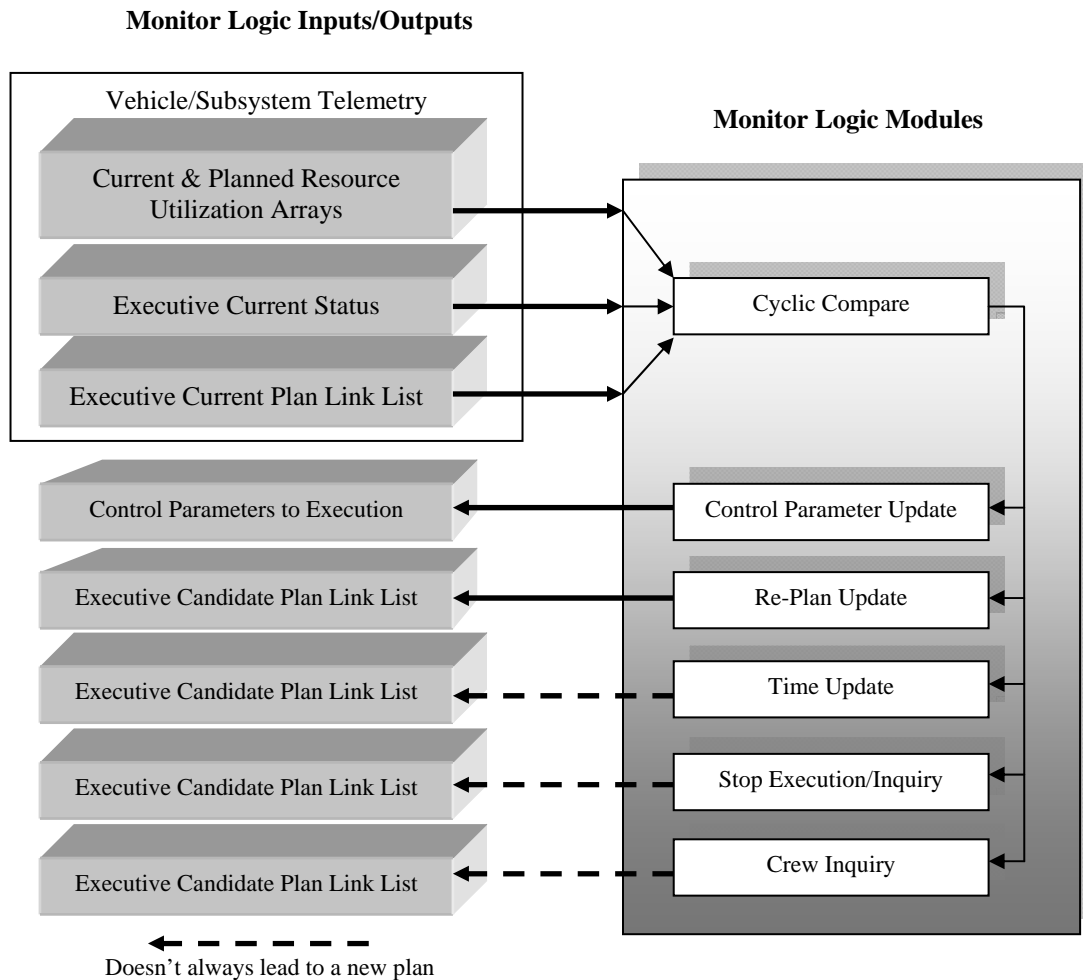 Monitor Logic Inputs/Outputs
Vehicle/Subsystem Telemetry
Current & Planned Resource
Utilization Arrays
Executive Current Status
Executive Current Plan Link List
Control Parameters to Execution
Executive Candidate Plan Link List
Executive Candidate Plan Link List
Executive Candidate Plan Link List
Executive Candidate Plan Link List
Doesn't always lead to a new plan
Monitor Logic Modules
Cyclic Compare
Control Parameter Update
Re-Plan Update
Time Update
Stop Execution/Inquiry
Crew Inquiry